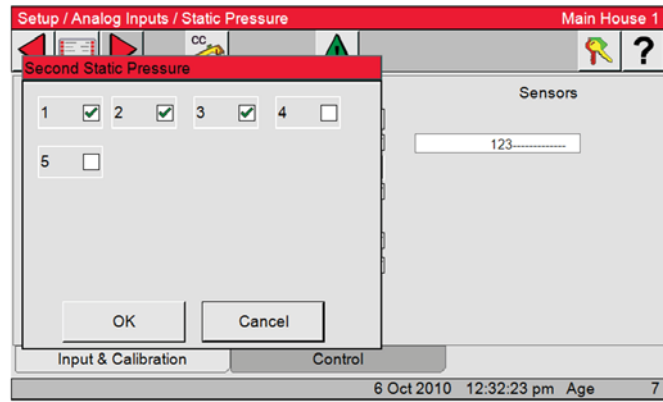 Setup / Analog Inputs / Static Pressure Main House 1
CC
?
Second Static Pressure
Sensors
1 2 3 4
123-------------
5
OK Cancel
Input & Calibration Control
6 Oct 2010 12:32:23 pm Age 7